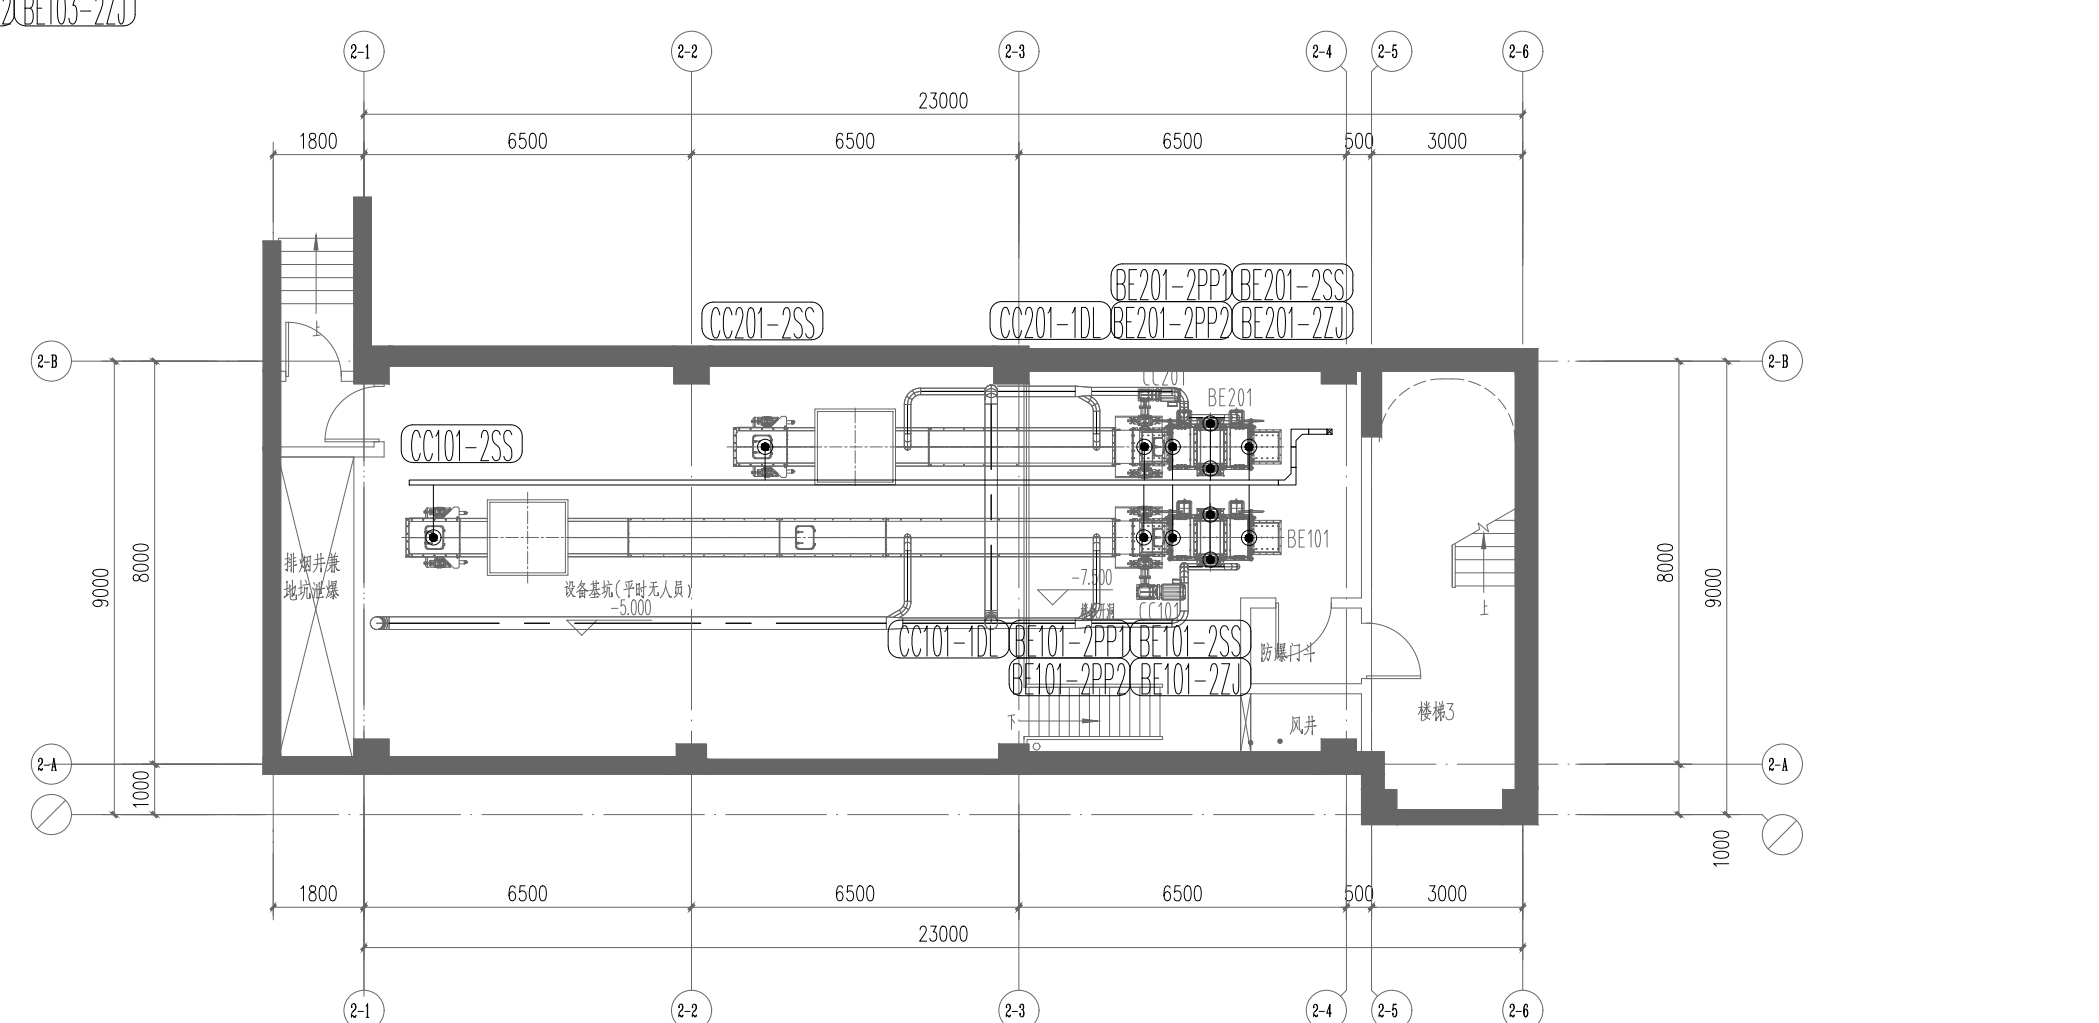 BE103-2ZJ
2-1 2-2 2-3 2-4 2-5 2-6
23000
1800 6500 6500 6500 500 3000
BE201-2PP1 BE201-2SS
CC201-2SS CC201-1DL BE201-2PP2 BE201-2ZJ
上
2-B 2-B
CC201
BE201
CC101-2SS
BE101
排烟井兼
地坑泄爆
设备基坑(平时无人员)
-5.000
-7.500
CC101
上
9000 8000 8000 9000
CC101-1DL BE101-2PP1 BE101-2SS
BE101-2PP2 BE101-2ZJ
防爆门斗
下
风井
楼梯3
2-A 2-A
1000 1000
1800 6500 6500 6500 500 3000
23000
2-1 2-2 2-3 2-4 2-5 2-6